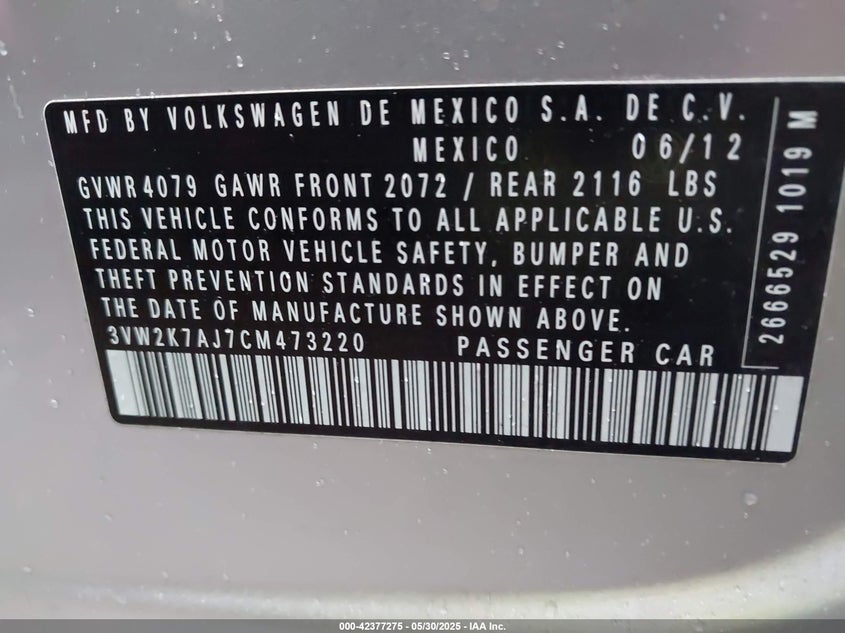 MFD BY VOLKSWAGEN DE MEXICO S.A. DE C.V.
MEXICO 06/12
GVWR 4079 GAWR FRONT 2072 / REAR 2116 LBS
THIS VEHICLE CONFORMS TO ALL APPLICABLE U.S.
FEDERAL MOTOR VEHICLE SAFETY, BUMPER AND
THEFT PREVENTION STANDARDS IN EFFECT ON
THE DATE OF MANUFACTURE SHOWN ABOVE.
3VW2K7AJ7CM473220 PASSENGER CAR
2666529 1019 M
000-42377275 - 05/30/2025 - IAA Inc.